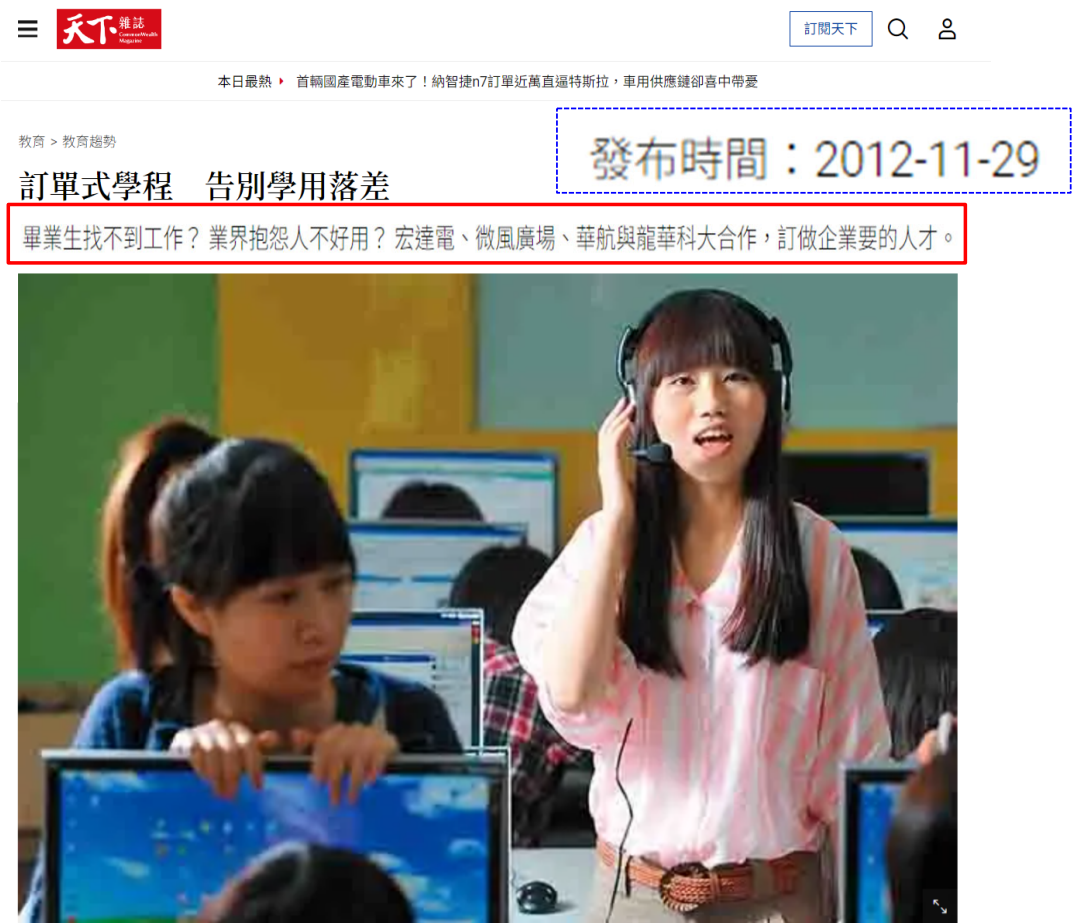 天下雜誌
CommonWealth
Magazine
訂閱天下
本日最熱 首輛國產電動車來了！納智捷n7訂單近萬直逼特斯拉，車用供應鏈卻喜中帶憂
教育 > 教育趨勢
發布時間：2012-11-29
訂單式學程　告別學用落差
畢業生找不到工作？ 業界抱怨人不好用？ 宏達電、微風廣場、華航與龍華科大合作，訂做企業要的人才。